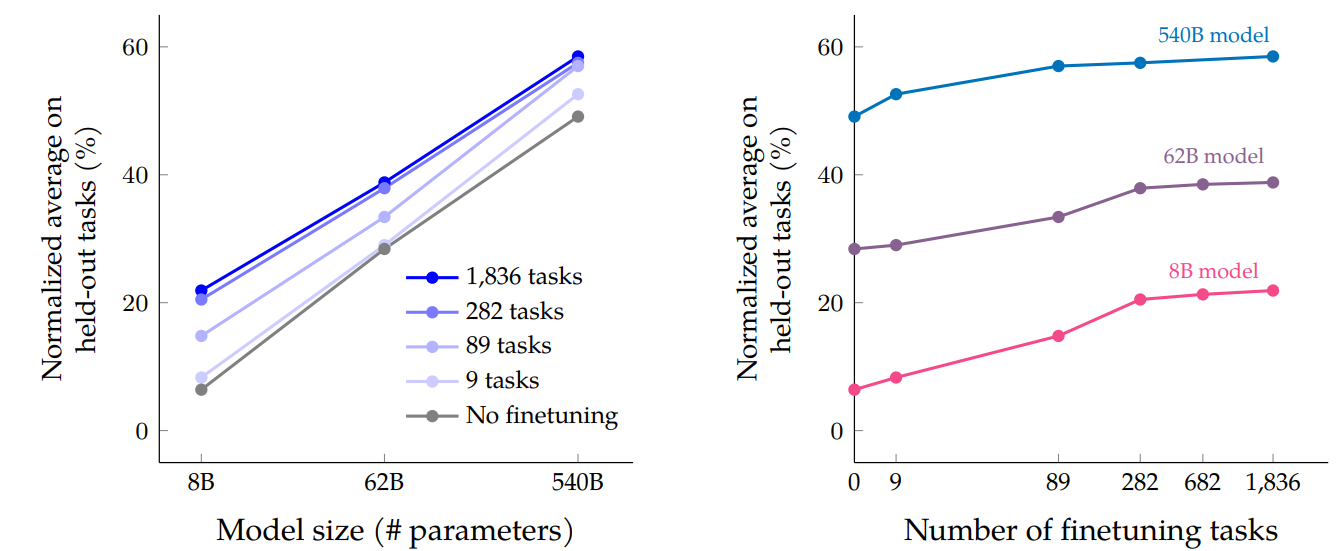 Normalized average on
held-out tasks (%)
60
40
20
0
1,836 tasks
282 tasks
89 tasks
9 tasks
No finetuning
8B
62B
540B
Model size (# parameters)
Normalized average on
held-out tasks (%)
60
40
20
0
540B model
62B model
8B model
0
9
89
282
682
1,836
Number of finetuning tasks